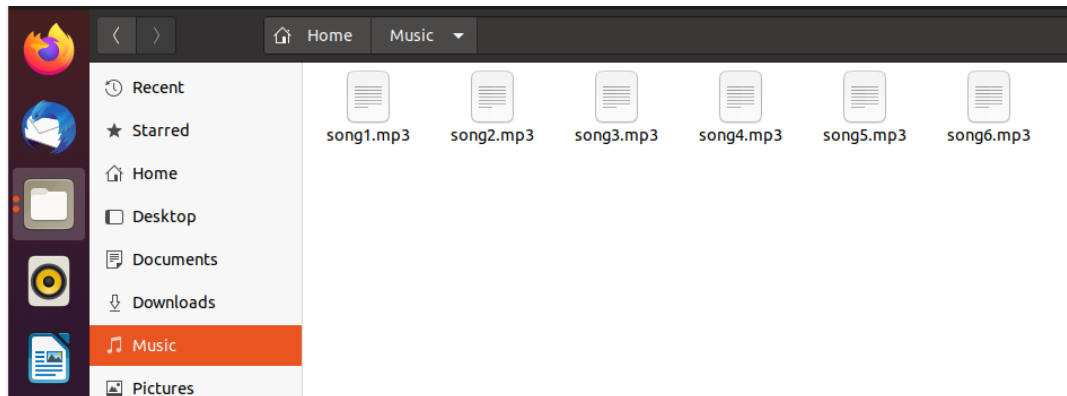 Home Music
Recent
Starred
Home
Desktop
Documents
Downloads
Music
Pictures
song1.mp3 song2.mp3 song3.mp3 song4.mp3 song5.mp3 song6.mp3